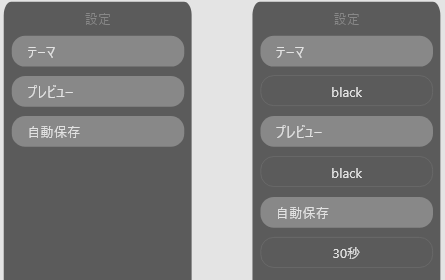 設定
テーマ
プレビュー
自動保存
設定
テーマ
black
プレビュー
black
自動保存
30秒